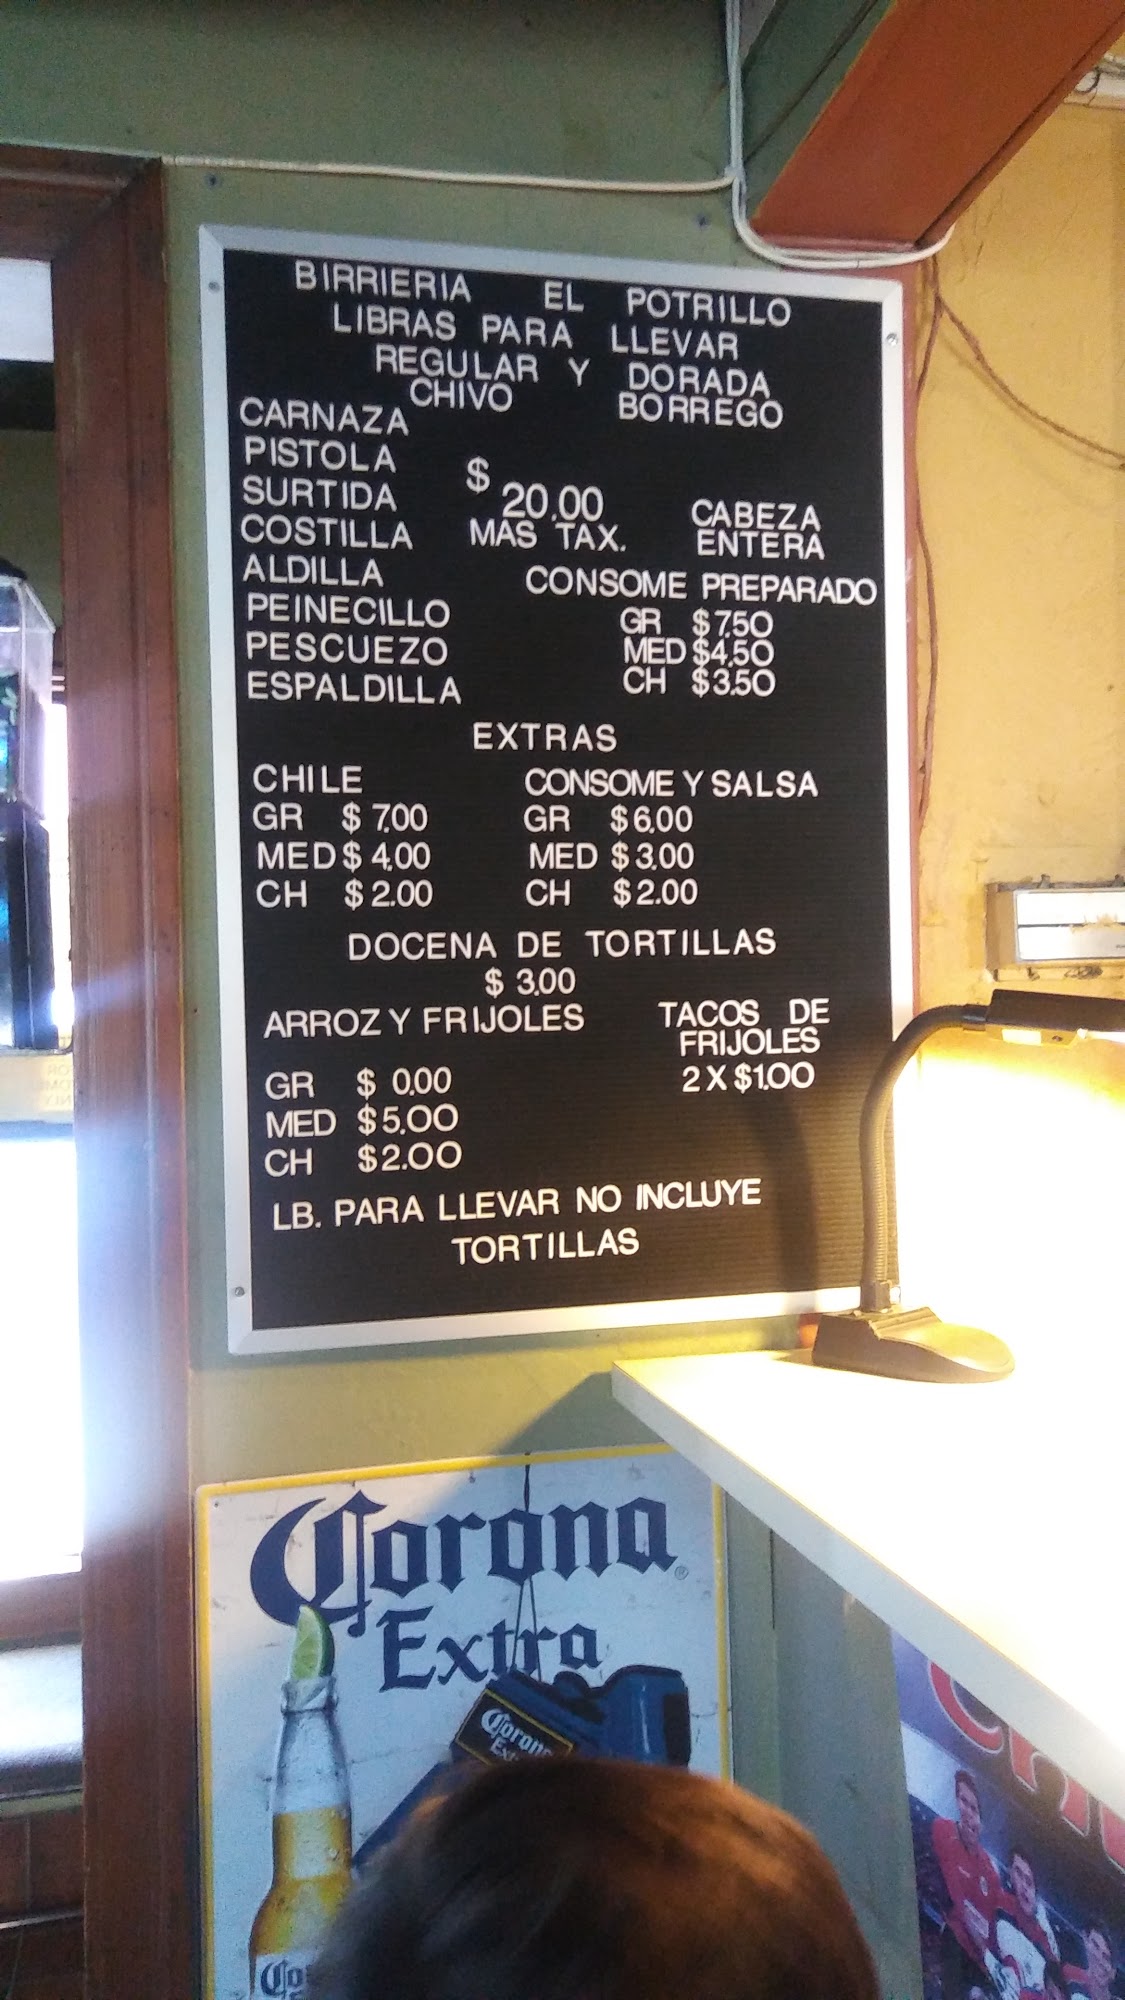 BIRRIERIA EL POTRILLO
LIBRAS PARA LLEVAR
REGULAR Y DORADA
CHIVO BORREGO
CARNAZA
PISTOLA
SURTIDA
COSTILLA
ALDILLA
PEINECILLO
PESCUEZO
ESPALDILLA
$ 20.00
MAS TAX.
CABEZA
ENTERA
CONSOME PREPARADO
GR $7.50
MED $4.50
CH $3.50
EXTRAS
CHILE
GR $ 7.00
MED $ 4.00
CH $ 2.00
CONSOME Y SALSA
GR $6.00
MED $3.00
CH $2.00
DOCENA DE TORTILLAS
$ 3.00
ARROZ Y FRIJOLES
GR $ 0.00
MED $5.00
CH $2.00
TACOS DE
FRIJOLES
2 X $1.00
LB. PARA LLEVAR NO INCLUYE
TORTILLAS
Corona
Extra
Corona